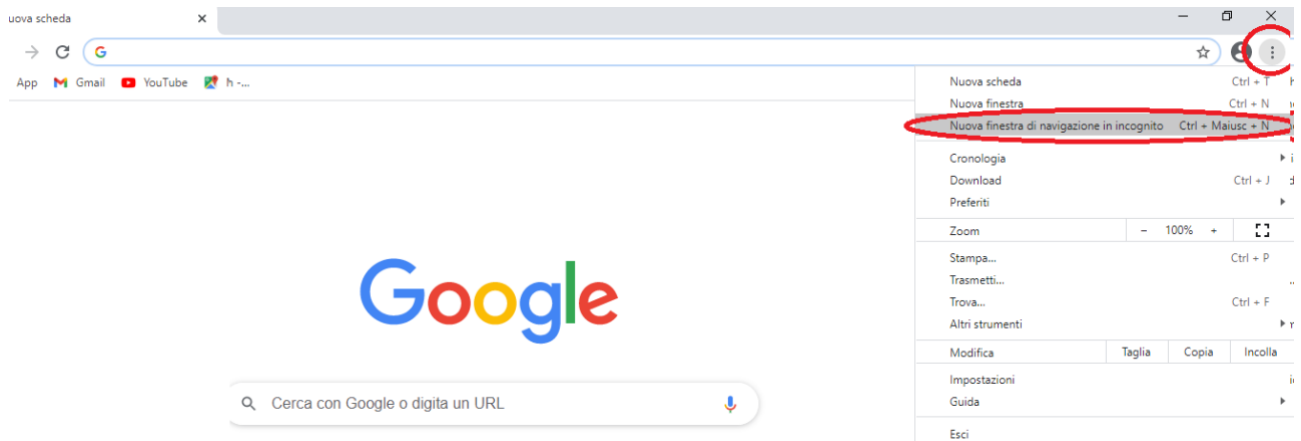 uova scheda
G
App Gmail YouTube h -...
Nuova scheda Ctrl + T
Nuova finestra Ctrl + N
Nuova finestra di navigazione in incognito Ctrl + Maiusc + N
Cronologia
Download Ctrl + J
Preferiti
Zoom - 100% +
Stampa... Ctrl + P
Trasmetti...
Trova... Ctrl + F
Altri strumenti
Modifica Taglia Copia Incolla
Impostazioni
Guida
Esci
Google
Cerca con Google o digita un URL